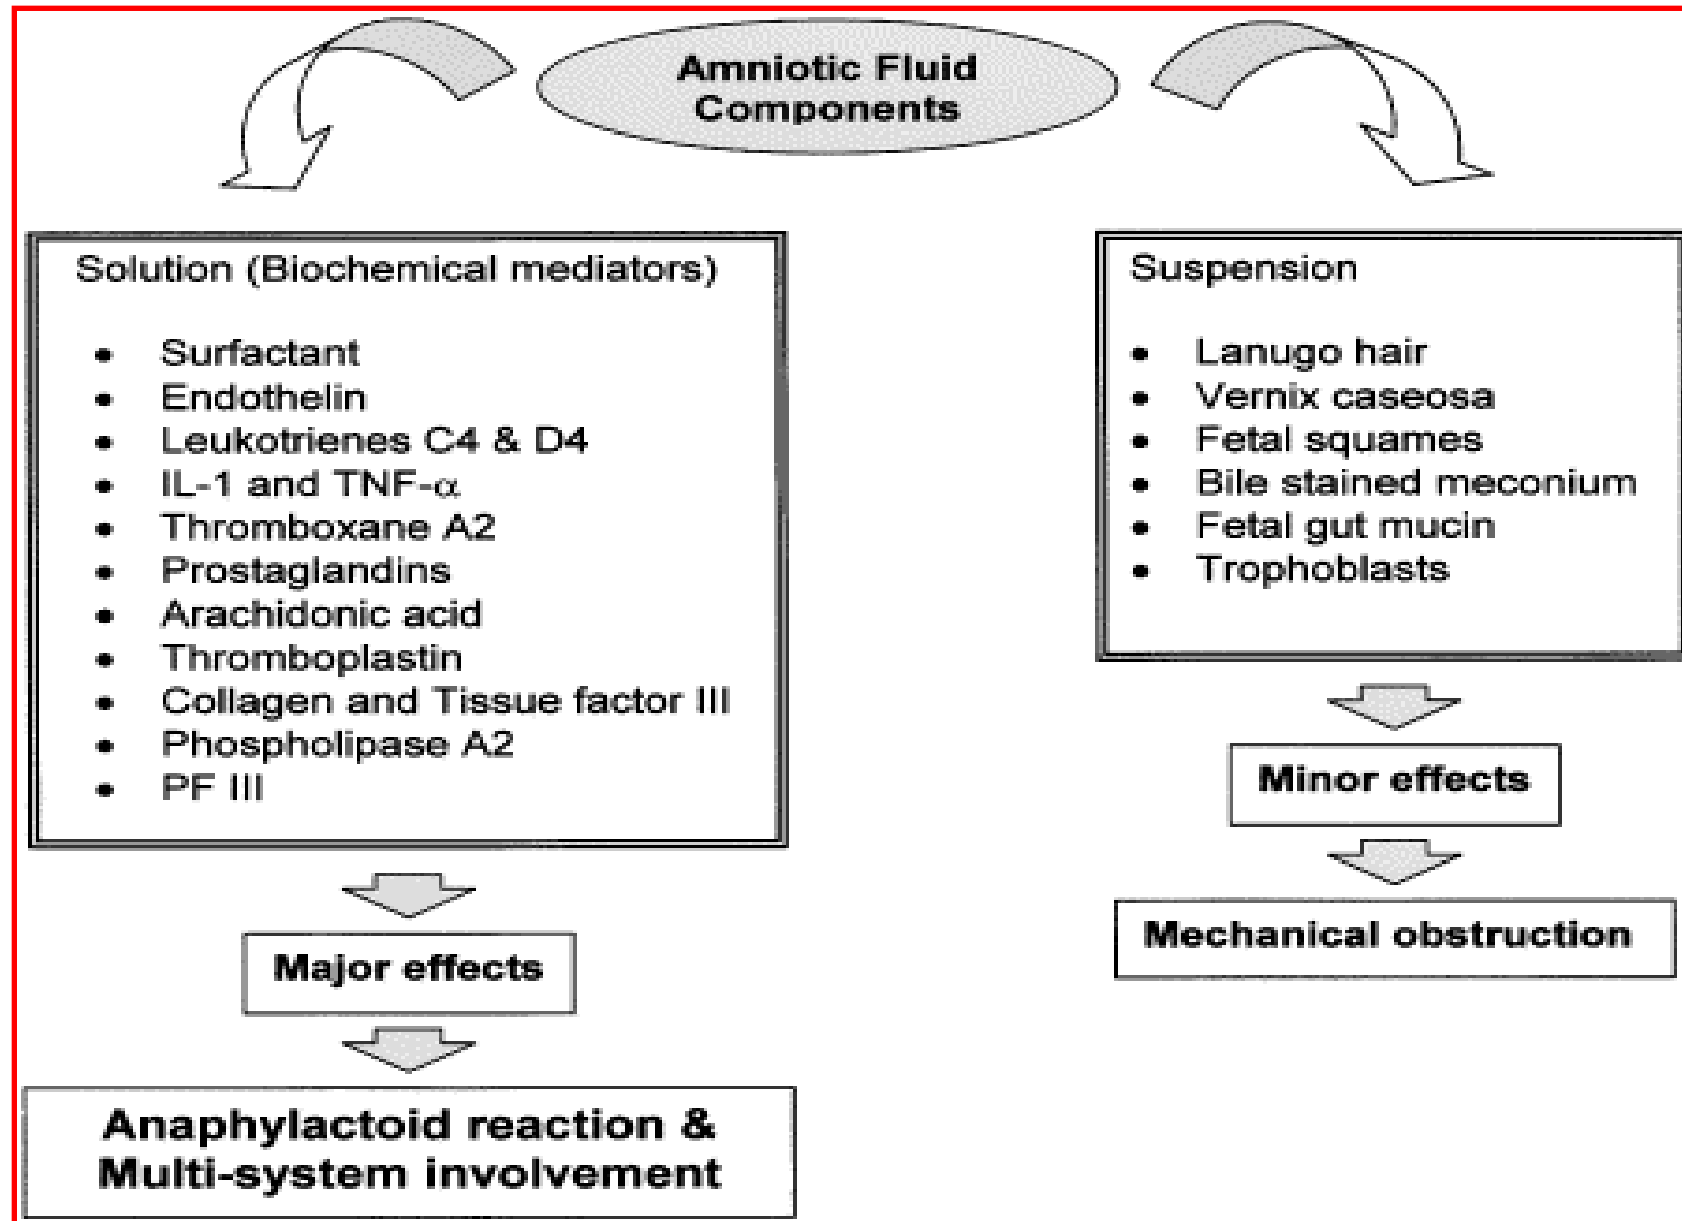 Amniotic Fluid
Components
Solution (Biochemical mediators)
• Surfactant
• Endothelin
• Leukotrienes C4 & D4
• IL-1 and TNF-α
• Thromboxane A2
• Prostaglandins
• Arachidonic acid
• Thromboplastin
• Collagen and Tissue factor III
• Phospholipase A2
• PF III
Major effects
Anaphylactoid reaction &
Multi-system involvement
Suspension
• Lanugo hair
• Vernix caseosa
• Fetal squames
• Bile stained meconium
• Fetal gut mucin
• Trophoblasts
Minor effects
Mechanical obstruction